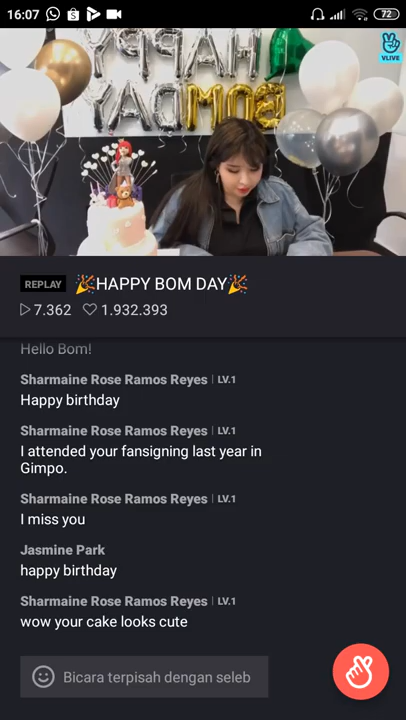 16:07
72
HAPPY
BOM DAY
VLIVE
REPLAY 🎉HAPPY BOM DAY🎉
7.362 1.932.393
Hello Bom!
Sharmaine Rose Ramos Reyes | LV.1
Happy birthday
Sharmaine Rose Ramos Reyes | LV.1
I attended your fansigning last year in
Gimpo.
Sharmaine Rose Ramos Reyes | LV.1
I miss you
Jasmine Park
happy birthday
Sharmaine Rose Ramos Reyes | LV.1
wow your cake looks cute
Bicara terpisah dengan seleb